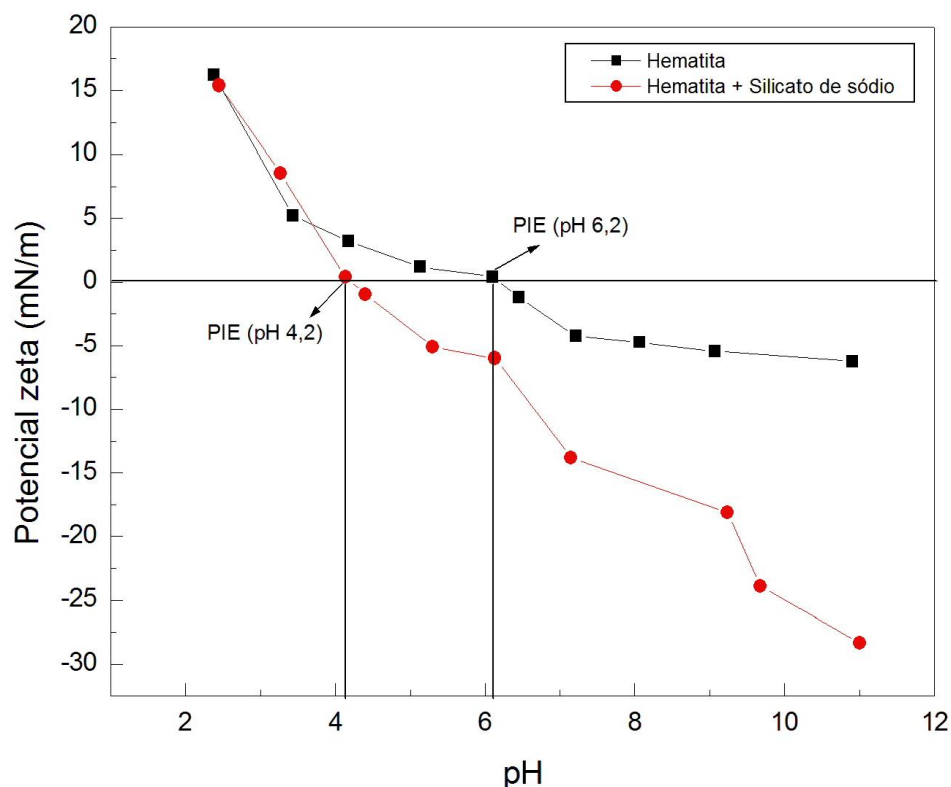 20
15
10
5
0
-5
-10
-15
-20
-25
-30
Potencial zeta (mN/m)
Hematita
Hematita + Silicato de sódio
PIE (pH 6,2)
PIE (pH 4,2)
2
4
6
8
10
12
pH